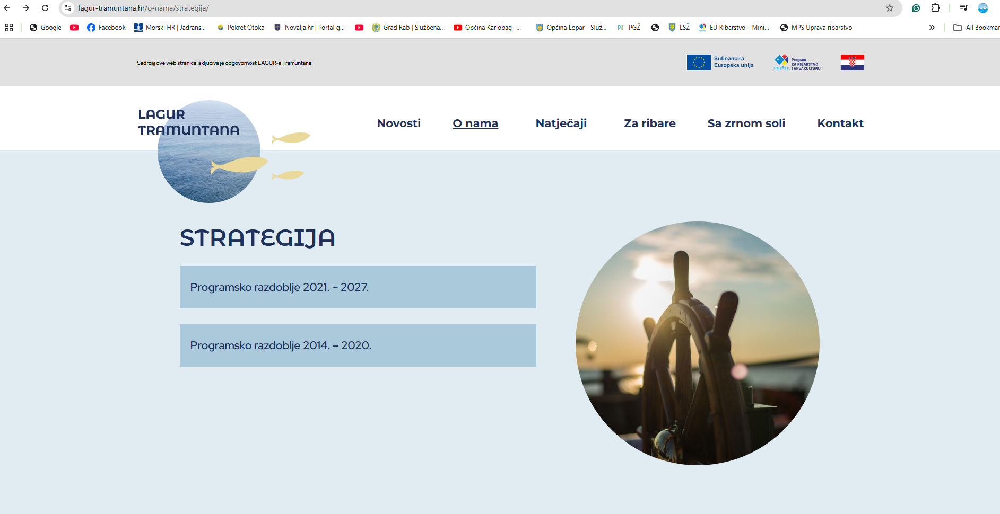 lagur-tramuntana.hr/o-nama/strategija/
Google
Facebook
Morski HR | Jadrans...
Pokret Otoka
Novalja.hr | Portal g...
Grad Rab | Službena...
Općina Karlobag -...
Općina Lopar - Služ...
PGŽ
LSŽ
EU Ribarstvo – Mini...
MPS Uprava ribarstvo
All Bookmar
Sadržaj ove web stranice isključiva je odgovornost LAGUR-a Tramuntana.
Sufinancira
Europska unija
Program
ZA RIBARSTVO
I AKVAKULTURU
LAGUR
TRAMUNTANA
Novosti
O nama
Natječaji
Za ribare
Sa zrnom soli
Kontakt
STRATEGIJA
Programsko razdoblje 2021. – 2027.
Programsko razdoblje 2014. – 2020.